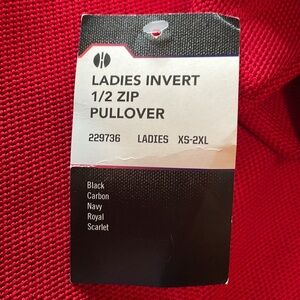 LADIES INVERT
1/2 ZIP
PULLOVER
229736 LADIES XS-2XL
Black
Carbon
Navy
Royal
Scarlet